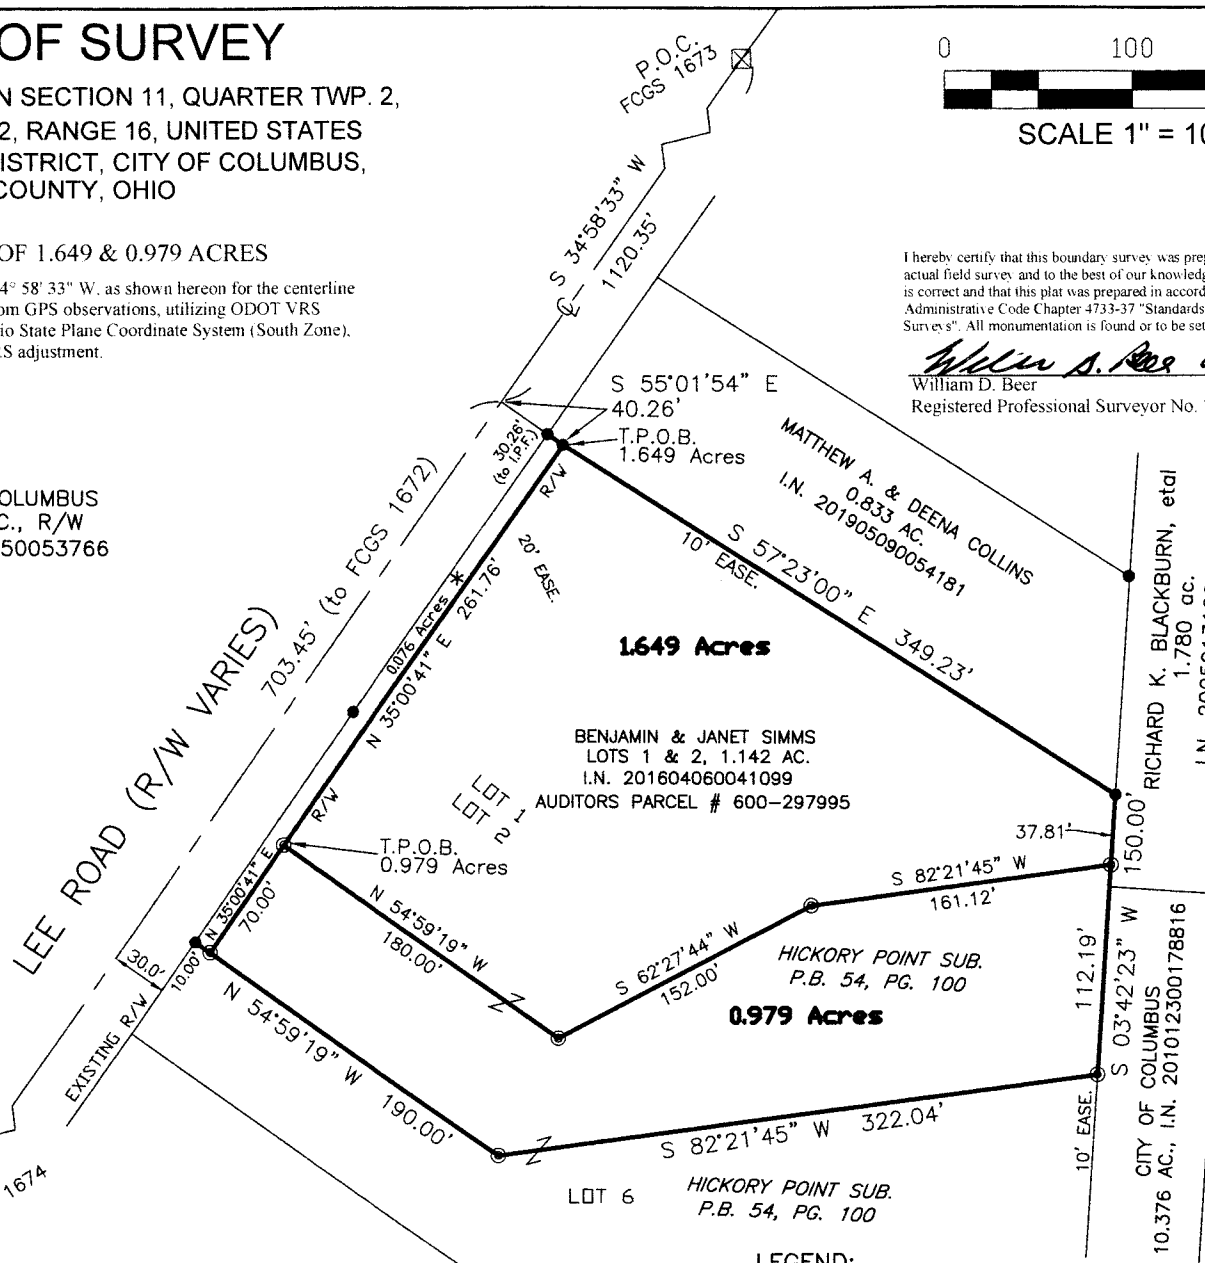 OF SURVEY
N SECTION 11, QUARTER TWP. 2,
2, RANGE 16, UNITED STATES
ISTRICT, CITY OF COLUMBUS,
COUNTY, OHIO
OF 1.649 & 0.979 ACRES
4° 58' 33" W. as shown hereon for the centerline
om GPS observations, utilizing ODOT VRS
io State Plane Coordinate System (South Zone),
S adjustment.
P.O.C.
FCGS 1673
0 100
SCALE 1" = 10
I hereby certify that this boundary survey was prep
actual field survey and to the best of our knowledg
is correct and that this plat was prepared in accord
Administrative Code Chapter 4733-37 "Standards
Surveys". All monumentation is found or to be set
William D. Beer
William D. Beer
Registered Professional Surveyor No.
S 34°58'33" W
1120.35'
℄
S 55°01'54" E
40.26'
T.P.O.B.
1.649 Acres
30.26'
(to I.P.F.)
R/W
OLUMBUS
C., R/W
50053766
MATTHEW A. & DEENA COLLINS
0.833 AC.
I.N. 201905090054181
S 57°23'00" E 349.23'
10' EASE.
20' EASE.
RICHARD K. BLACKBURN, etal
1.780 ac.
703.45' (to FCGS 1672)
LEE ROAD (R/W VARIES)
0.076 Acres *
N 35°00'41" E 261.76'
R/W
1.649 Acres
BENJAMIN & JANET SIMMS
LOTS 1 & 2, 1.142 AC.
I.N. 201604060041099
AUDITORS PARCEL # 600-297995
LOT 1
LOT 2
T.P.O.B.
0.979 Acres
37.81'
150.00'
S 82°21'45" W
161.12'
N 35°00'41" E
70.00'
N 54°59'19" W
180.00'
S 62°27'44" W
152.00'
HICKORY POINT SUB.
P.B. 54, PG. 100
0.979 Acres
30.0'
10.00'
EXISTING R/W
N 54°59'19" W 190.00'
112.19'
S 03°42'23" W
CITY OF COLUMBUS
10.376 AC., I.N. 201012300178816
S 82°21'45" W 322.04'
10' EASE.
1674
LOT 6
HICKORY POINT SUB.
P.B. 54, PG. 100
LEGEND: